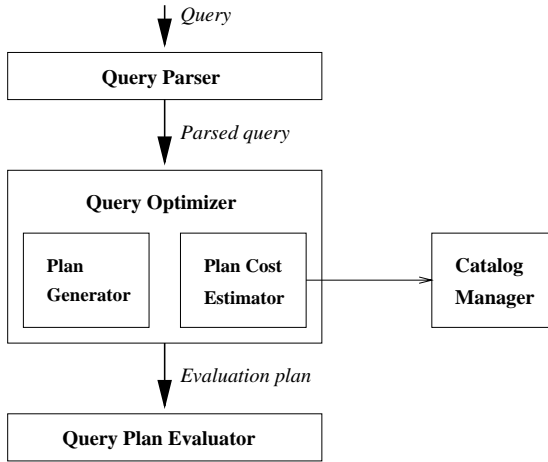 Query
Query Parser
Parsed query
Query Optimizer
Plan
Generator
Plan Cost
Estimator
Catalog
Manager
Evaluation plan
Query Plan Evaluator